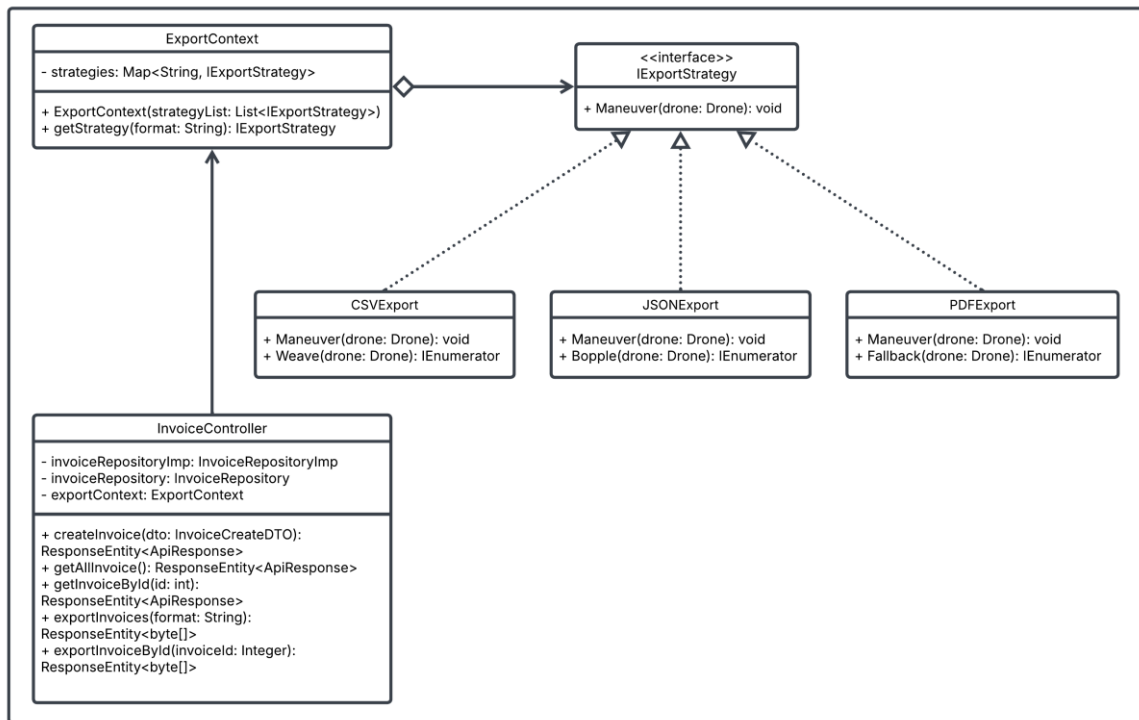 ExportContext
- strategies: Map<String, IExportStrategy>
+ ExportContext(strategyList: List<IExportStrategy>)
+ getStrategy(format: String): IExportStrategy
<<interface>>
IExportStrategy
+ Maneuver(drone: Drone): void
CSVExport
+ Maneuver(drone: Drone): void
+ Weave(drone: Drone): IEnumerator
JSONExport
+ Maneuver(drone: Drone): void
+ Bopple(drone: Drone): IEnumerator
PDFExport
+ Maneuver(drone: Drone): void
+ Fallback(drone: Drone): IEnumerator
InvoiceController
- invoiceRepositoryImp: InvoiceRepositoryImp
- invoiceRepository: InvoiceRepository
- exportContext: ExportContext
+ createInvoice(dto: InvoiceCreateDTO):
ResponseEntity<ApiResponse>
+ getAllInvoice(): ResponseEntity<ApiResponse>
+ getInvoiceById(id: int):
ResponseEntity<ApiResponse>
+ exportInvoices(format: String):
ResponseEntity<byte[]>
+ exportInvoiceById(invoiceId: Integer):
ResponseEntity<byte[]>